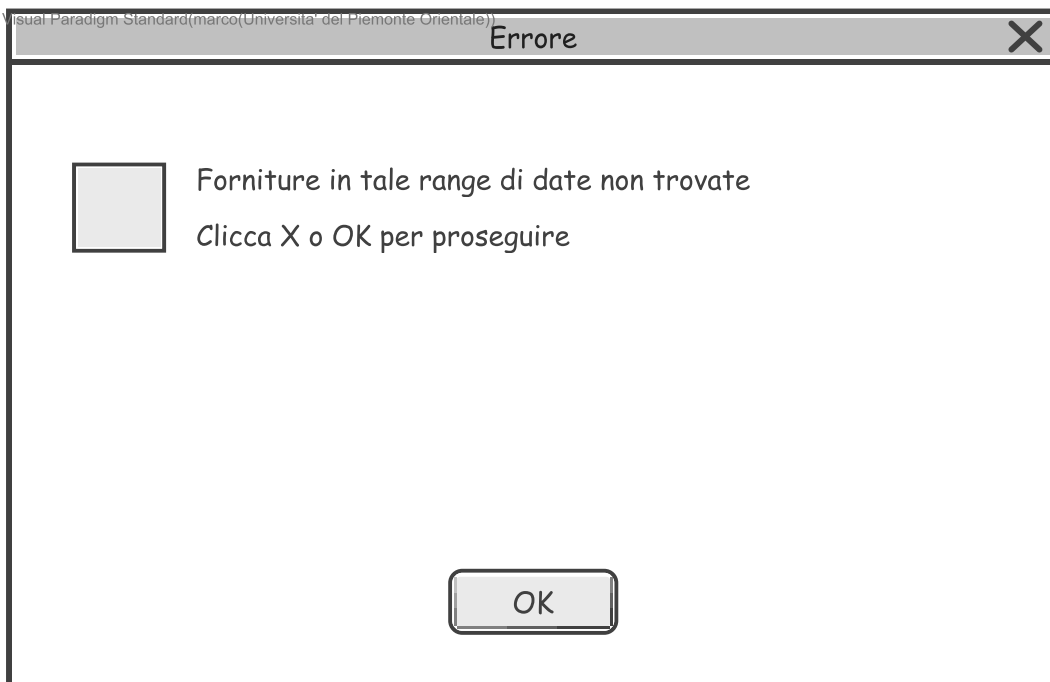 Visual Paradigm Standard(marco(Universita' del Piemonte Orientale))
Errore
Forniture in tale range di date non trovate
Clicca X o OK per proseguire
OK